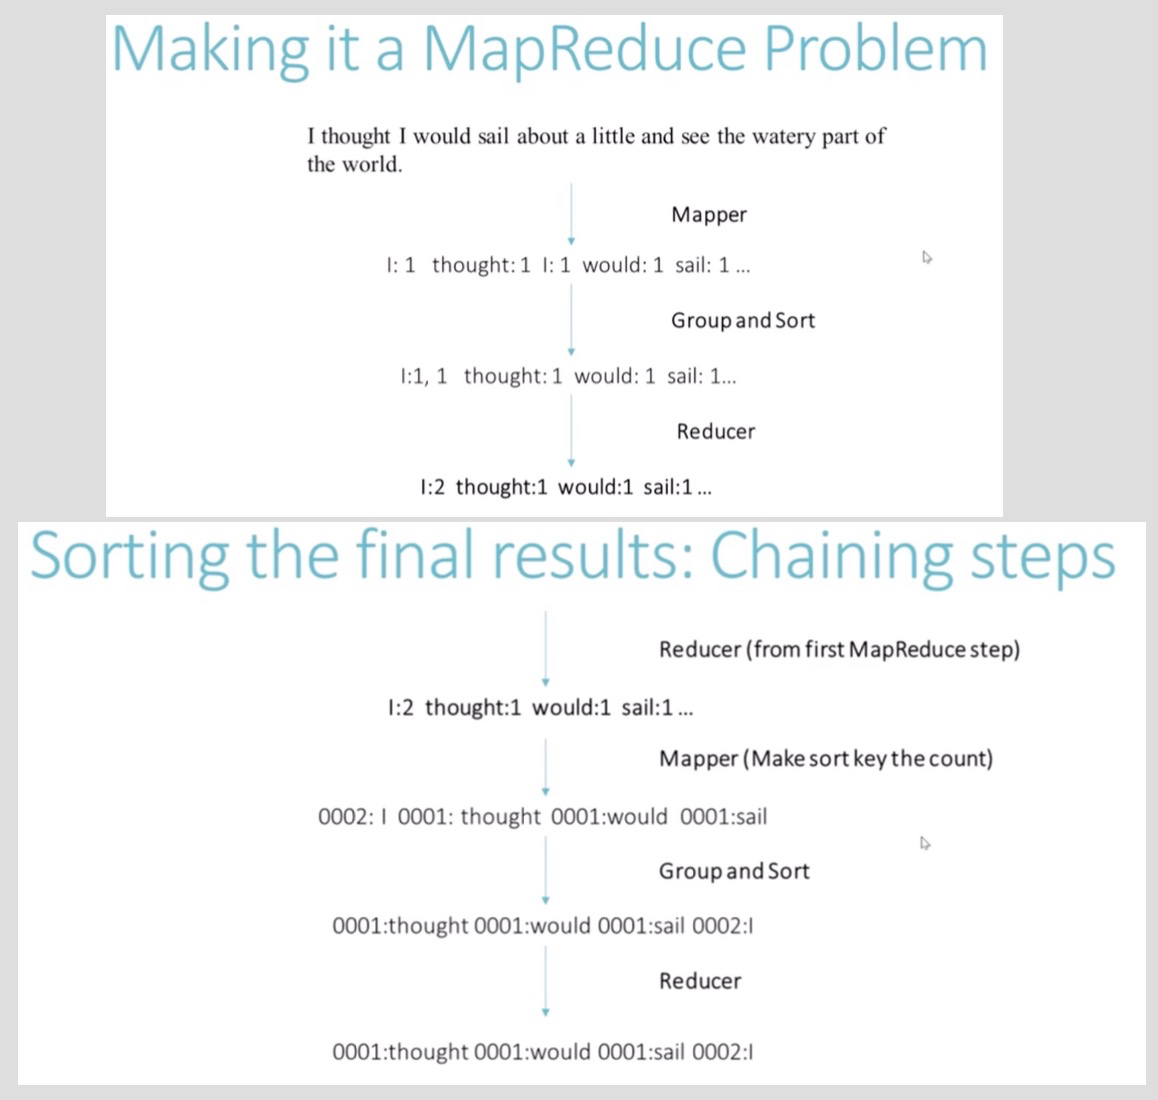 Making it a MapReduce Problem
I thought I would sail about a little and see the watery part of
the world.
Mapper
I: 1 thought: 1 I: 1 would: 1 sail: 1 ...
Group and Sort
I:1, 1 thought: 1 would: 1 sail: 1...
Reducer
I:2 thought:1 would:1 sail:1 ...
Sorting the final results: Chaining steps
Reducer (from first MapReduce step)
I:2 thought:1 would:1 sail:1 ...
Mapper (Make sort key the count)
0002: I 0001: thought 0001:would 0001:sail
Group and Sort
0001:thought 0001:would 0001:sail 0002:I
Reducer
0001:thought 0001:would 0001:sail 0002:I